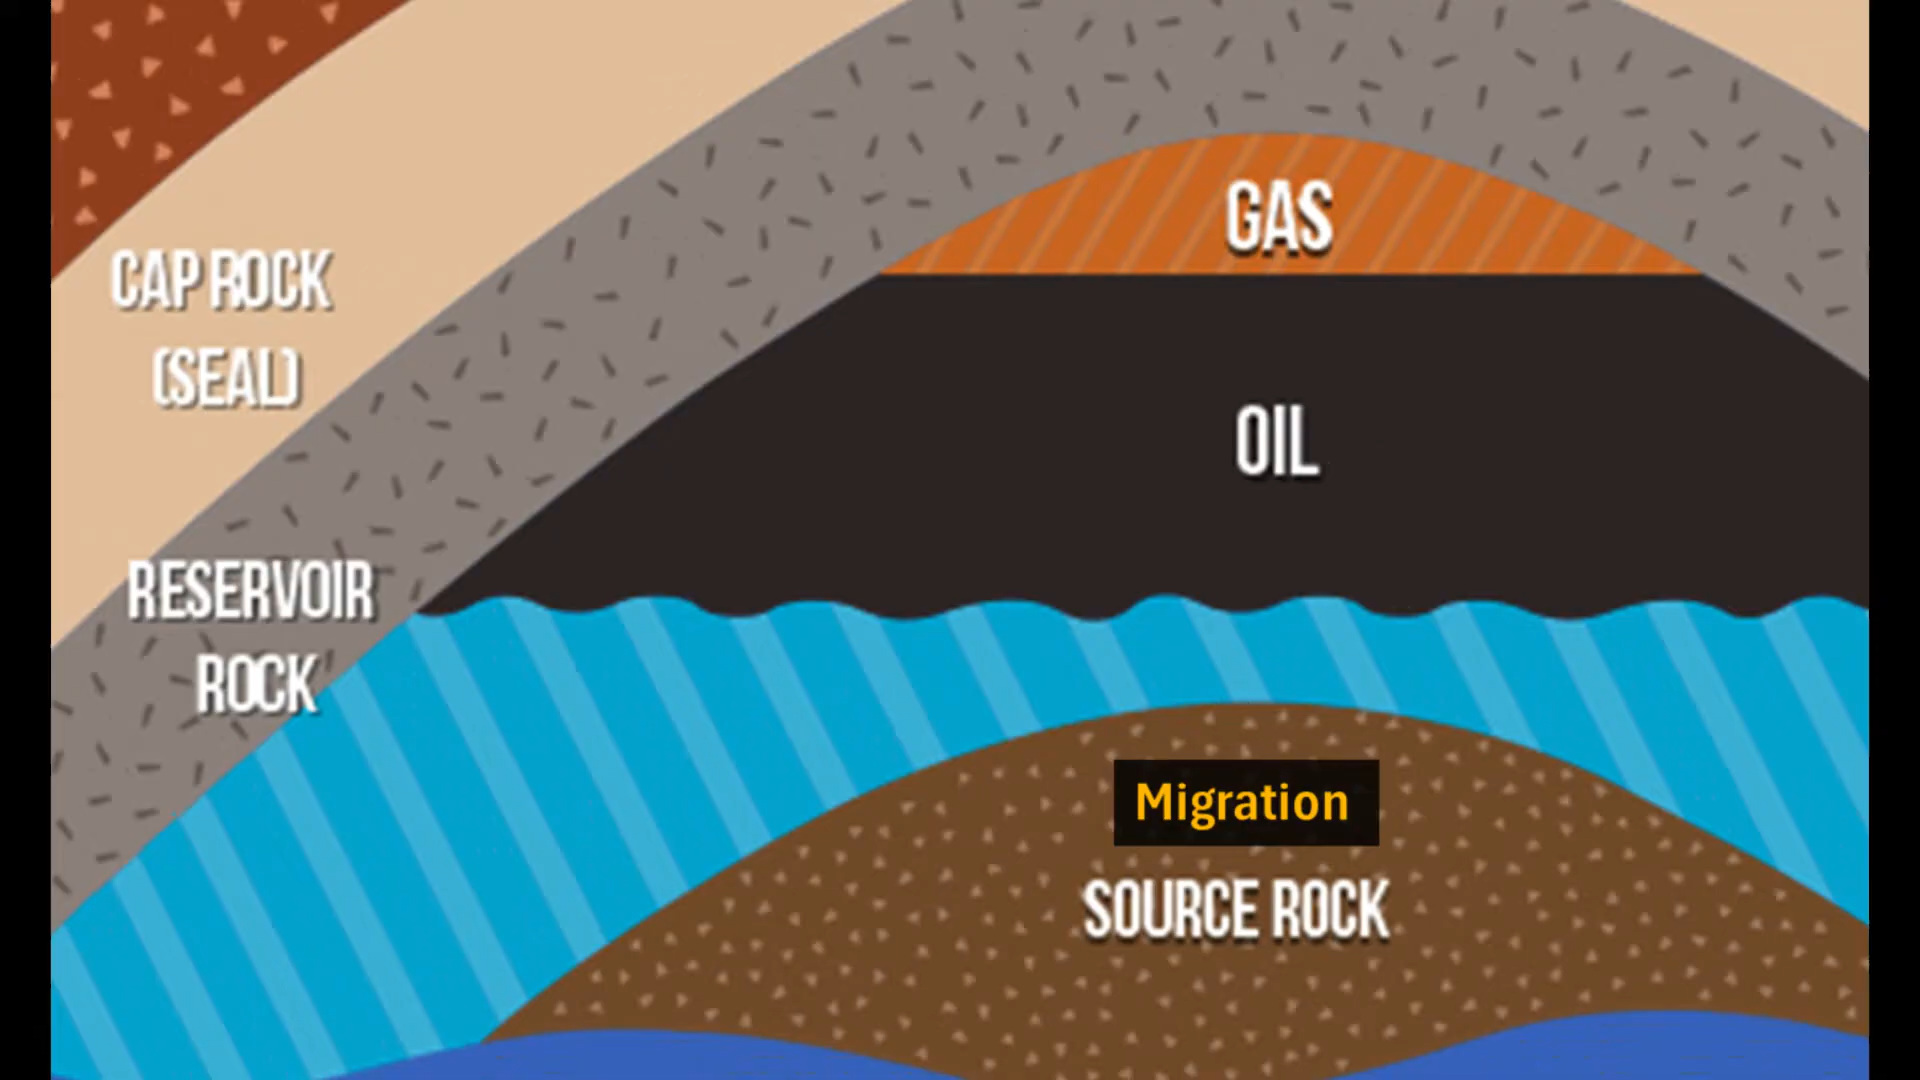 GAS
CAP ROCK
(SEAL)
OIL
RESERVOIR
ROCK
Migration
SOURCE ROCK